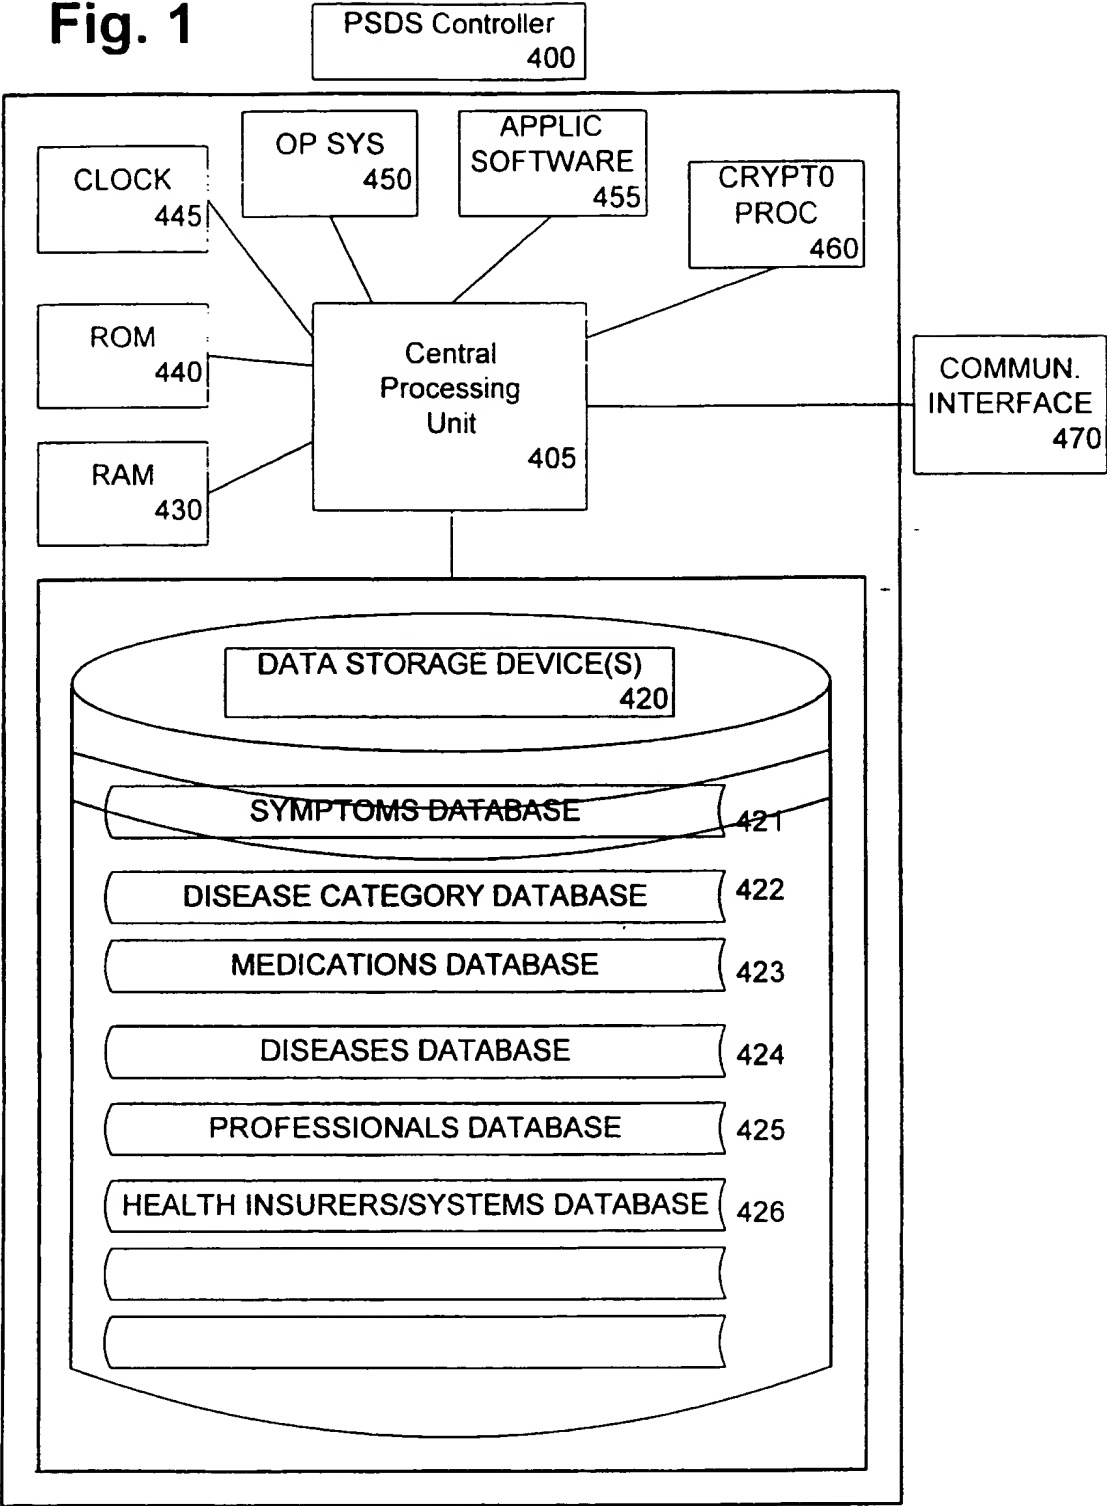 Fig. 1
PSDS Controller
400
OP SYS
450
APPLIC
SOFTWARE
455
CLOCK
445
CRYPT0
PROC
460
ROM
440
Central
Processing
Unit
405
COMMUN.
INTERFACE
470
RAM
430
DATA STORAGE DEVICE(S)
420
SYMPTOMS DATABASE
421
DISEASE CATEGORY DATABASE
422
MEDICATIONS DATABASE
423
DISEASES DATABASE
424
PROFESSIONALS DATABASE
425
HEALTH INSURERS/SYSTEMS DATABASE
426